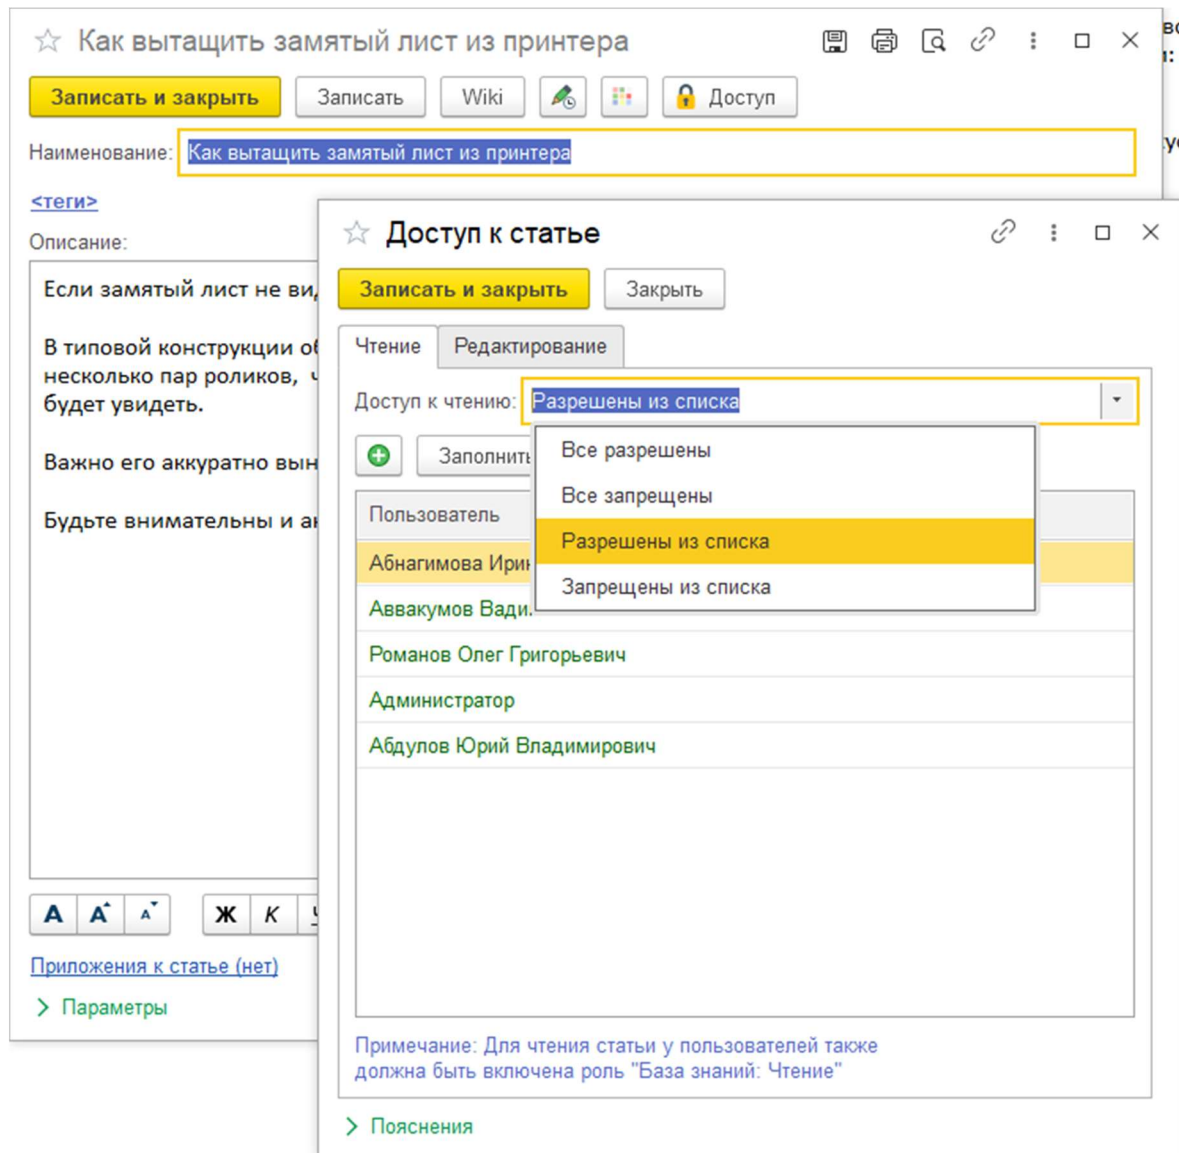 Как вытащить замятый лист из принтера
Записать и закрыть Записать Wiki Доступ
Наименование: Как вытащить замятый лист из принтера
<теги>
Описание:
Если замятый лист не
В типовой конструкции
несколько пар роликов,
будет увидеть.
Важно его аккуратно
Будьте внимательны и
A A A Ж К
Приложения к статье (нет)
Параметры
Доступ к статье
Записать и закрыть Закрыть
Чтение Редактирование
Доступ к чтению: Разрешены из списка
Все разрешены
Все запрещены
Разрешены из списка
Запрещены из списка
Заполнить
Пользователь
Абнагимова
Аввакумов
Романов Олег Григорьевич
Администратор
Абдулов Юрий Владимирович
Примечание: Для чтения статьи у пользователей также
должна быть включена роль "База знаний: Чтение"
Пояснения